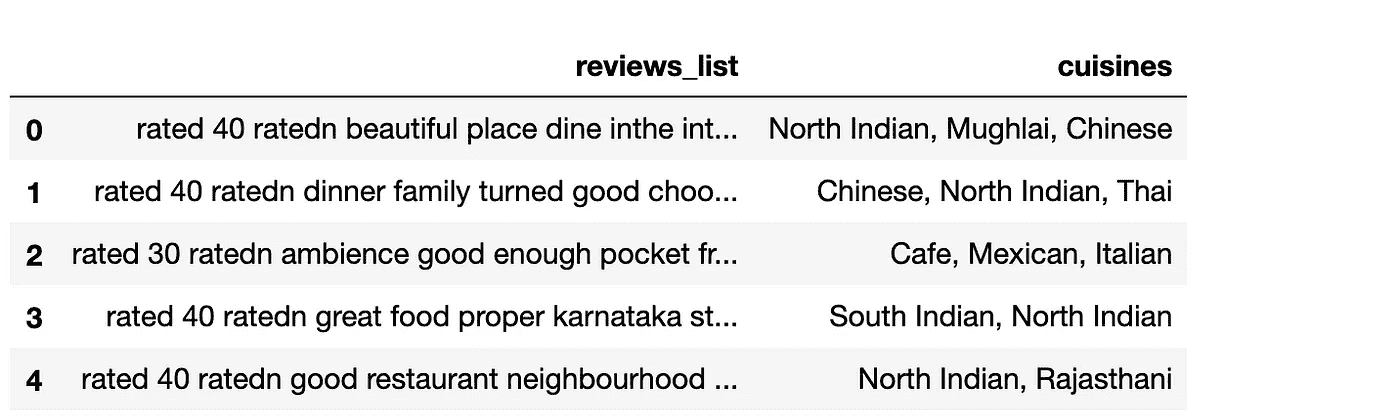 reviews_list cuisines
0 rated 40 ratedn beautiful place dine inthe int... North Indian, Mughlai, Chinese
1 rated 40 ratedn dinner family turned good choo... Chinese, North Indian, Thai
2 rated 30 ratedn ambience good enough pocket fr... Cafe, Mexican, Italian
3 rated 40 ratedn great food proper karnataka st... South Indian, North Indian
4 rated 40 ratedn good restaurant neighbourhood ... North Indian, Rajasthani